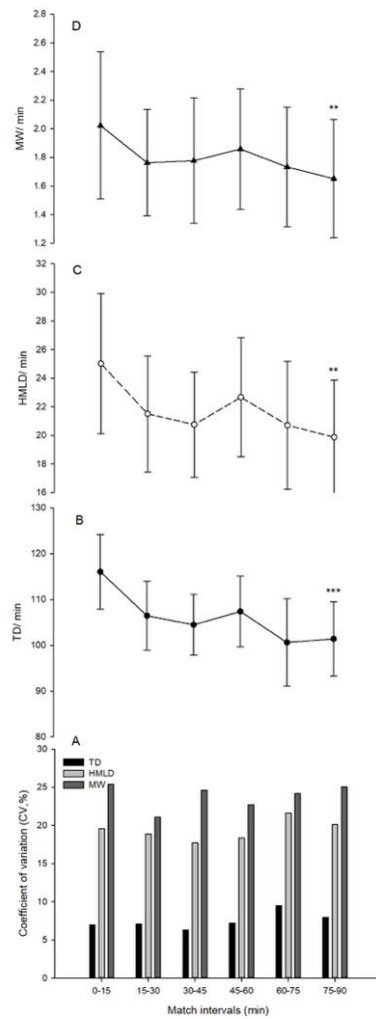 D
2.8
2.6
2.4
2.2
2.0
1.8
1.6
1.4
1.2
MW/ min
**
C
32
30
28
26
24
22
20
18
16
HMLD/ min
**
B
120
110
100
90
80
TD/ min
***
A
30
25
20
15
10
5
0
Coefficient of variation (CV,%)
TD
HMLD
MW
0-15 15-30 30-45 45-60 60-75 75-90
Match intervals (min)